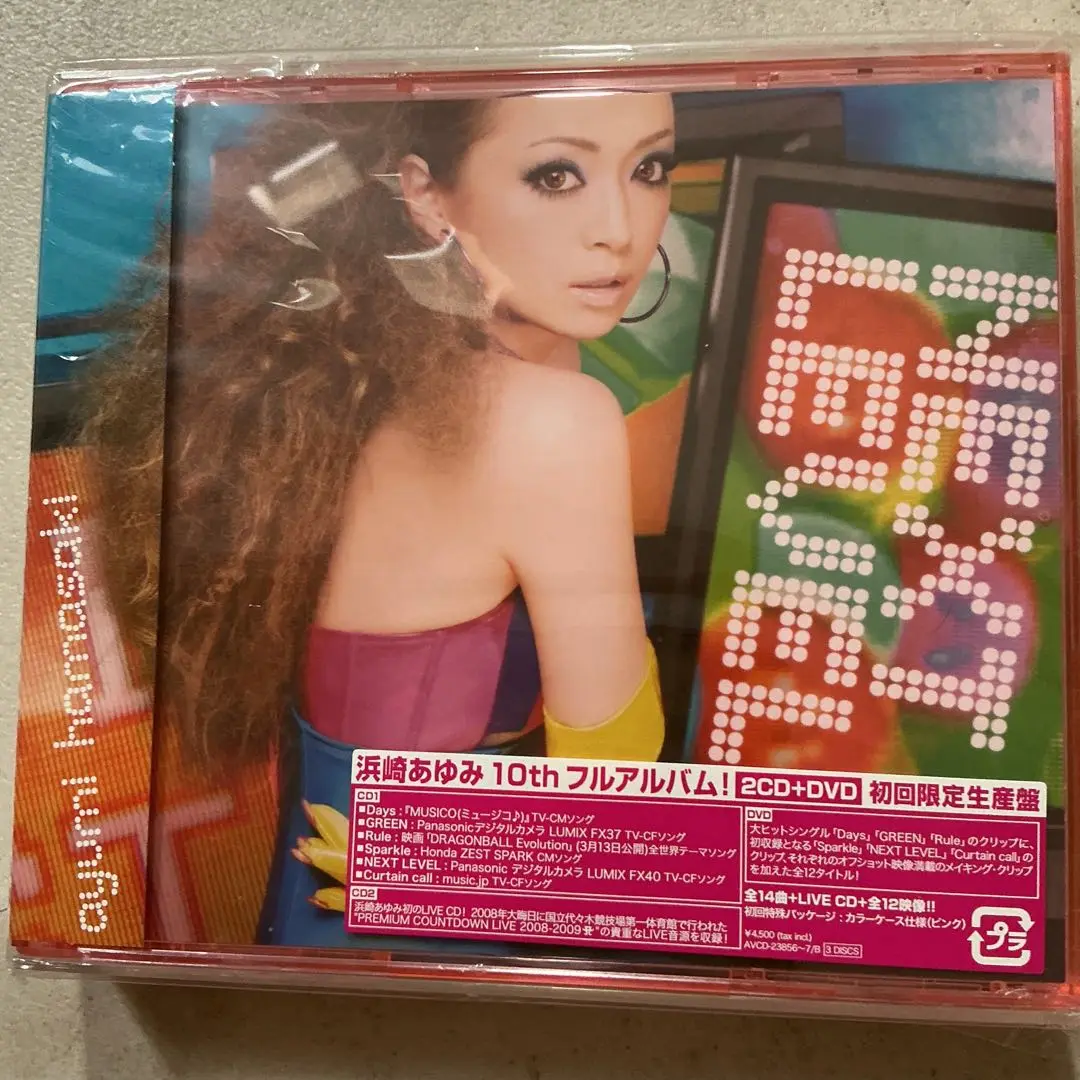 ayumi hamasaki
NEXT
LEVEL
浜崎あゆみ 10th フルアルバム! 2CD+DVD 初回限定生産盤
CD1
■Days:『MUSICO(ミュージコ♪)』TV-CMソング
■GREEN:Panasonicデジタルカメラ LUMIX FX37 TV-CFソング
■Rule:映画「DRAGONBALL Evolution」(3月13日公開)全世界テーマソング
■Sparkle:Honda ZEST SPARK CMソング
■NEXT LEVEL:Panasonic デジタルカメラ LUMIX FX40 TV-CFソング
■Curtain call:music.jp TV-CFソング
CD2
浜崎あゆみ初のLIVE CD! 2008年大晦日に国立代々木競技場第一体育館で行われた
"PREMIUM COUNTDOWN LIVE 2008-2009 "の貴重なLIVE音源を収録!
DVD
大ヒットシングル「Days」「GREEN」「Rule」のクリップに、
初収録となる「Sparkle」「NEXT LEVEL」「Curtain call」の
クリップ、それぞれのオフショット映像満載のメイキング・クリップ
を加えた全12タイトル!
全14曲+LIVE CD+全12映像!!
初回特殊パッケージ:カラーケース仕様(ピンク)
¥4,500 (tax incl.)
AVCD-23856~7/B 3 DISCS
プラ